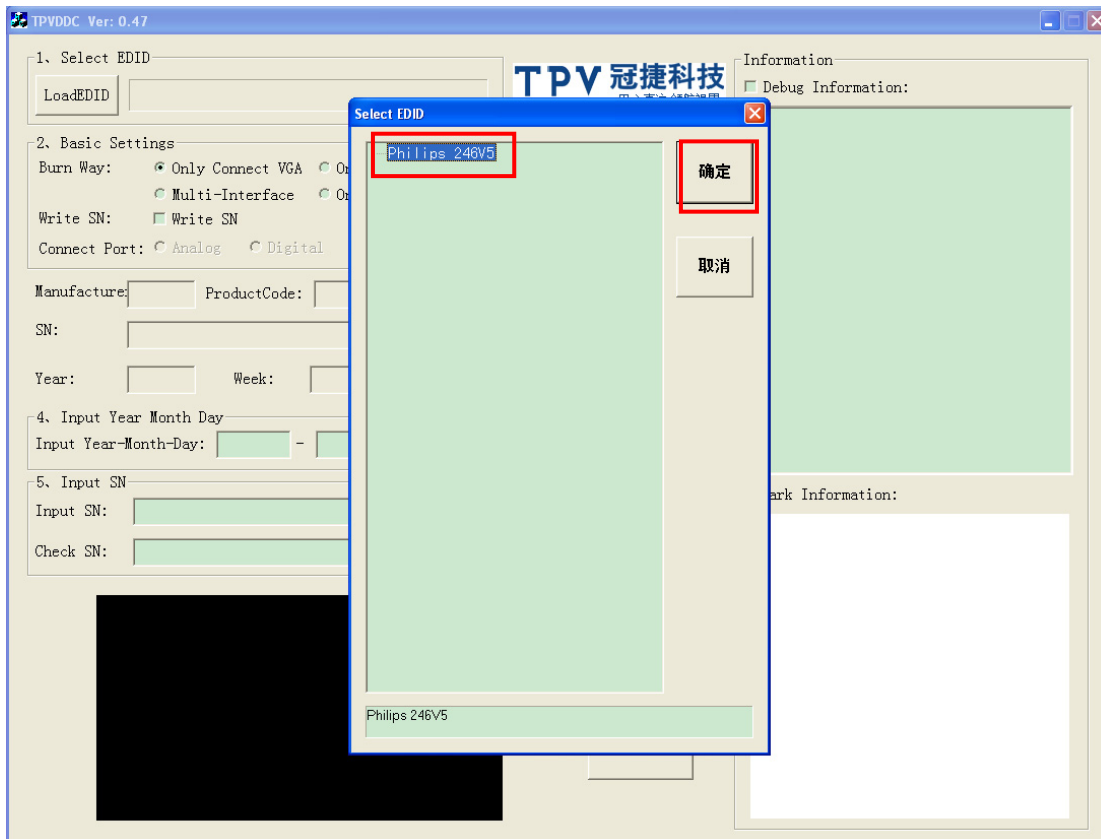 TPVDDC Ver: 0.47
1、Select EDID
LoadEDID
TPV 冠捷科技
2、Basic Settings
Burn Way:
Only Connect VGA
Multi-Interface
Write SN:
Write SN
Connect Port:
Analog
Digital
Manufacture:
ProductCode:
SN:
Year:
Week:
4、Input Year Month Day
Input Year-Month-Day:
-
5、Input SN
Input SN:
Check SN:
Select EDID
Philips 246V5
确定
取消
Philips 246V5
Information
Debug Information:
ark Information: